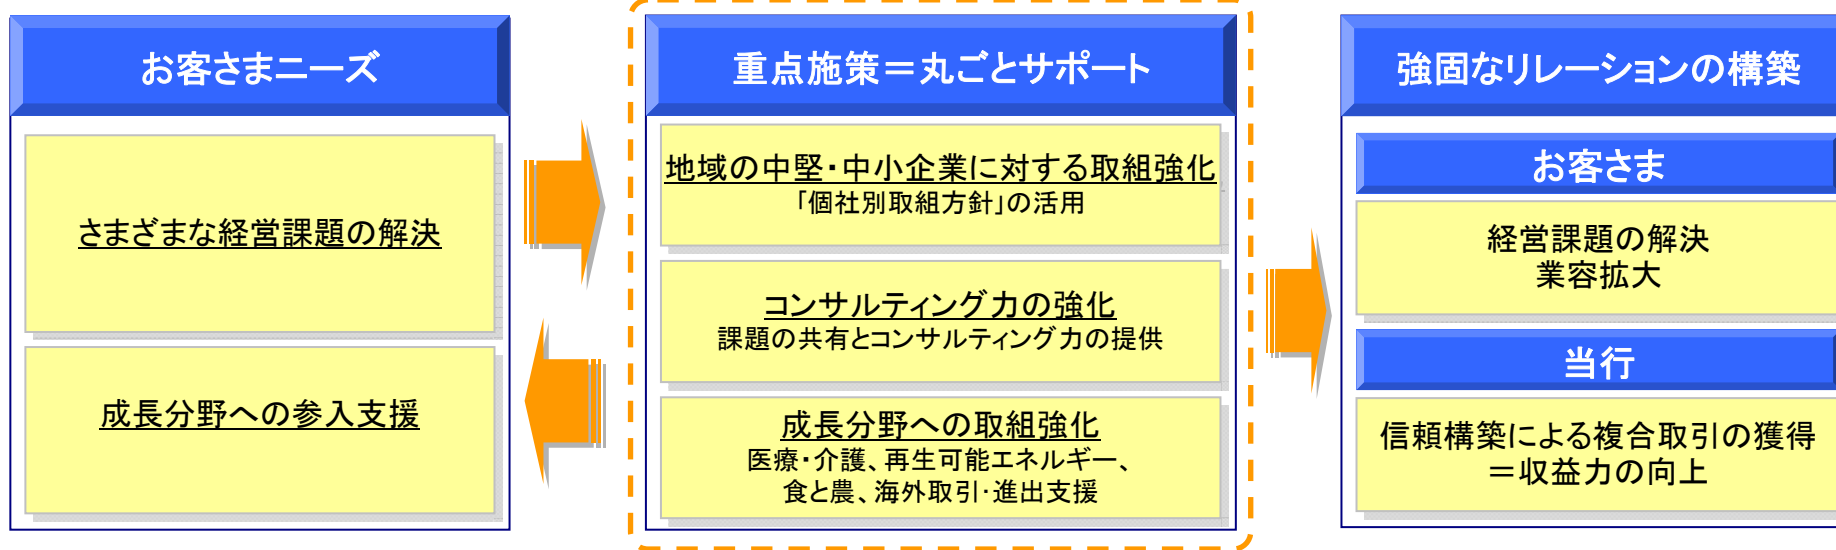 お客さまニーズ
さまざまな経営課題の解決
成長分野への参入支援
重点施策＝丸ごとサポート
地域の中堅・中小企業に対する取組強化
「個社別取組方針」の活用
コンサルティング力の強化
課題の共有とコンサルティング力の提供
成長分野への取組強化
医療・介護、再生可能エネルギー、
食と農、海外取引・進出支援
強固なリレーションの構築
お客さま
経営課題の解決
業容拡大
当行
信頼構築による複合取引の獲得
＝収益力の向上